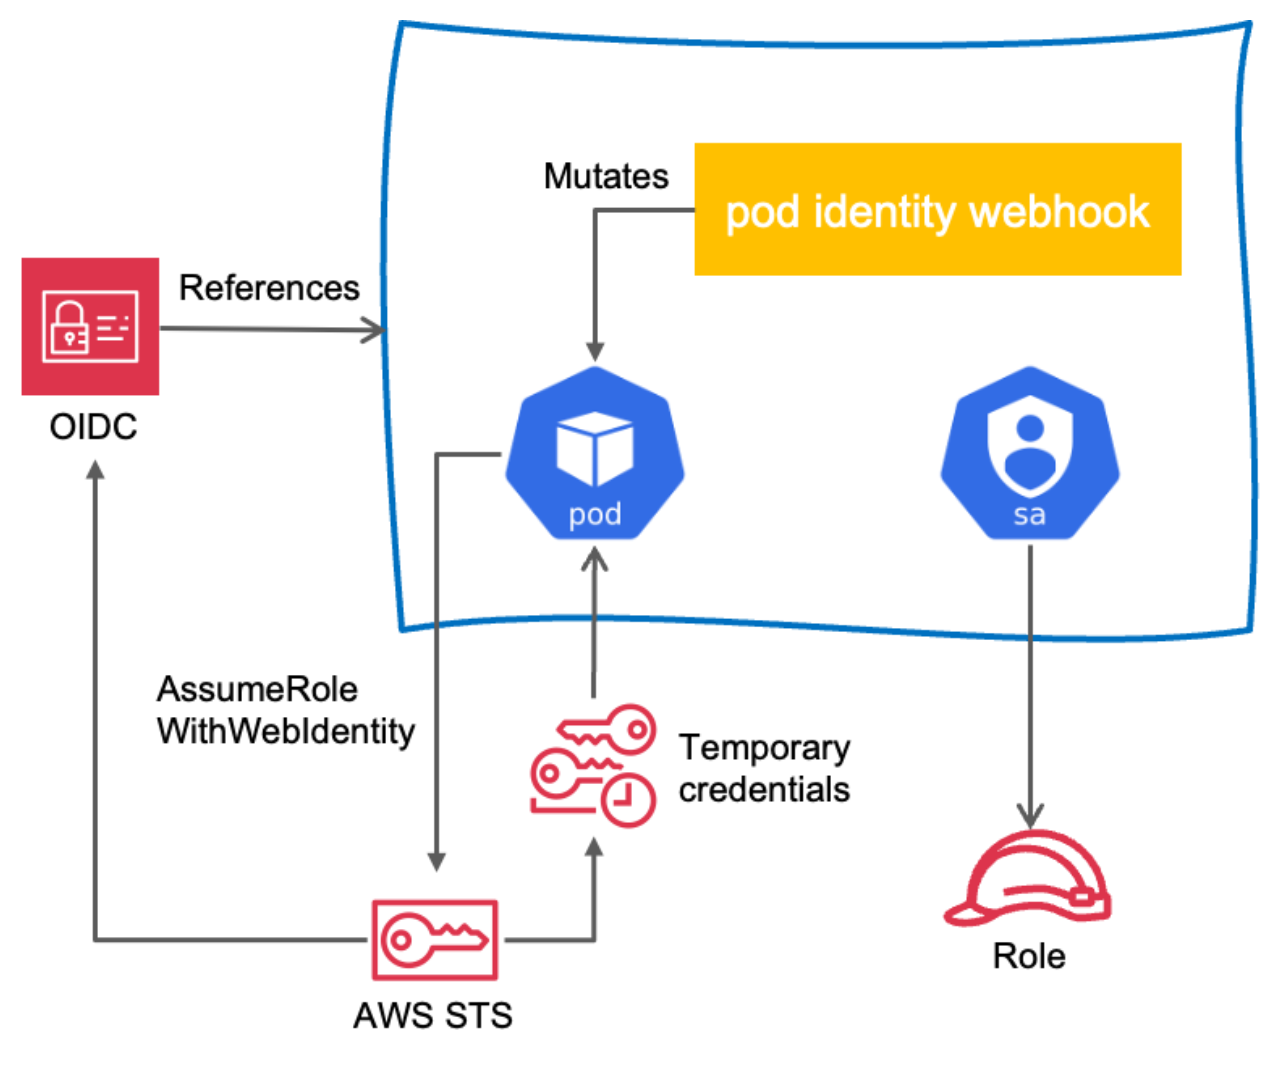 Mutates
pod identity webhook
References
OIDC
pod
sa
AssumeRole
WithWebIdentity
Temporary
credentials
Role
AWS STS